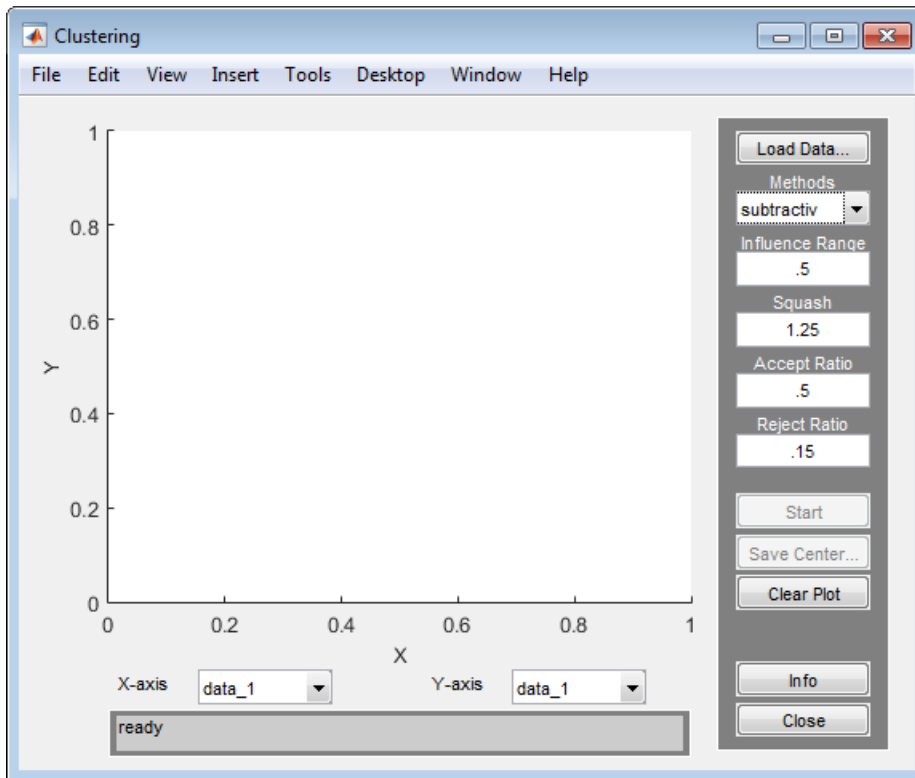 Clustering
File Edit View Insert Tools Desktop Window Help
Load Data...
Methods
subtractiv
Influence Range
.5
Squash
1.25
Accept Ratio
.5
Reject Ratio
.15
Start
Save Center...
Clear Plot
Info
Close
1
0.8
0.6
0.4
0.2
0
Y
0 0.2 0.4 0.6 0.8 1
X
X-axis data_1 Y-axis data_1
ready